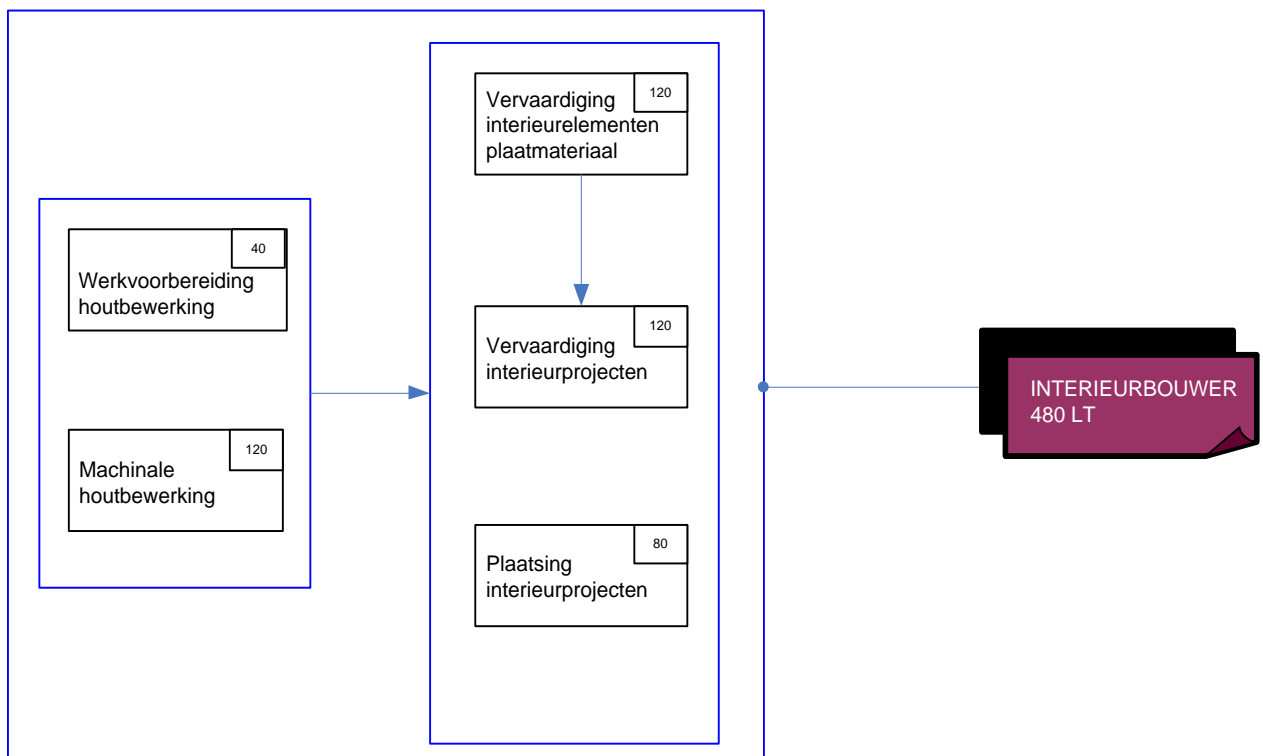 40
Werkvoorbereiding
houtbewerking
120
Machinale
houtbewerking
120
Vervaardiging
interieurelementen
plaatmateriaal
120
Vervaardiging
interieurprojecten
80
Plaatsing
interieurprojecten
INTERIEURBOUWER
480 LT